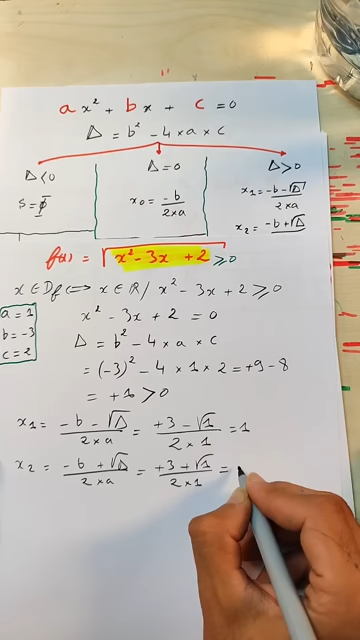 ax² + bx + c = 0
Δ = b² - 4 × a × c
Δ < 0 Δ = 0 Δ > 0
S = ϕ x₀ = -b / 2×a x₁ = -b-√Δ / 2×a
x₂ = -b+√Δ
f(x) = √x² - 3x + 2 ≥ 0
x ∈ Df ⟺ x ∈ ℝ / x² - 3x + 2 ≥ 0
a = 1
b = -3
c = 2
x² - 3x + 2 = 0
Δ = b² - 4 × a × c
= (-3)² - 4 × 1 × 2 = +9 - 8
= +1 > 0
x₁ = -b - √Δ / 2×a = +3 - √1 / 2×1 = 1
x₂ = -b + √Δ / 2×a = +3 + √1 / 2×1 =